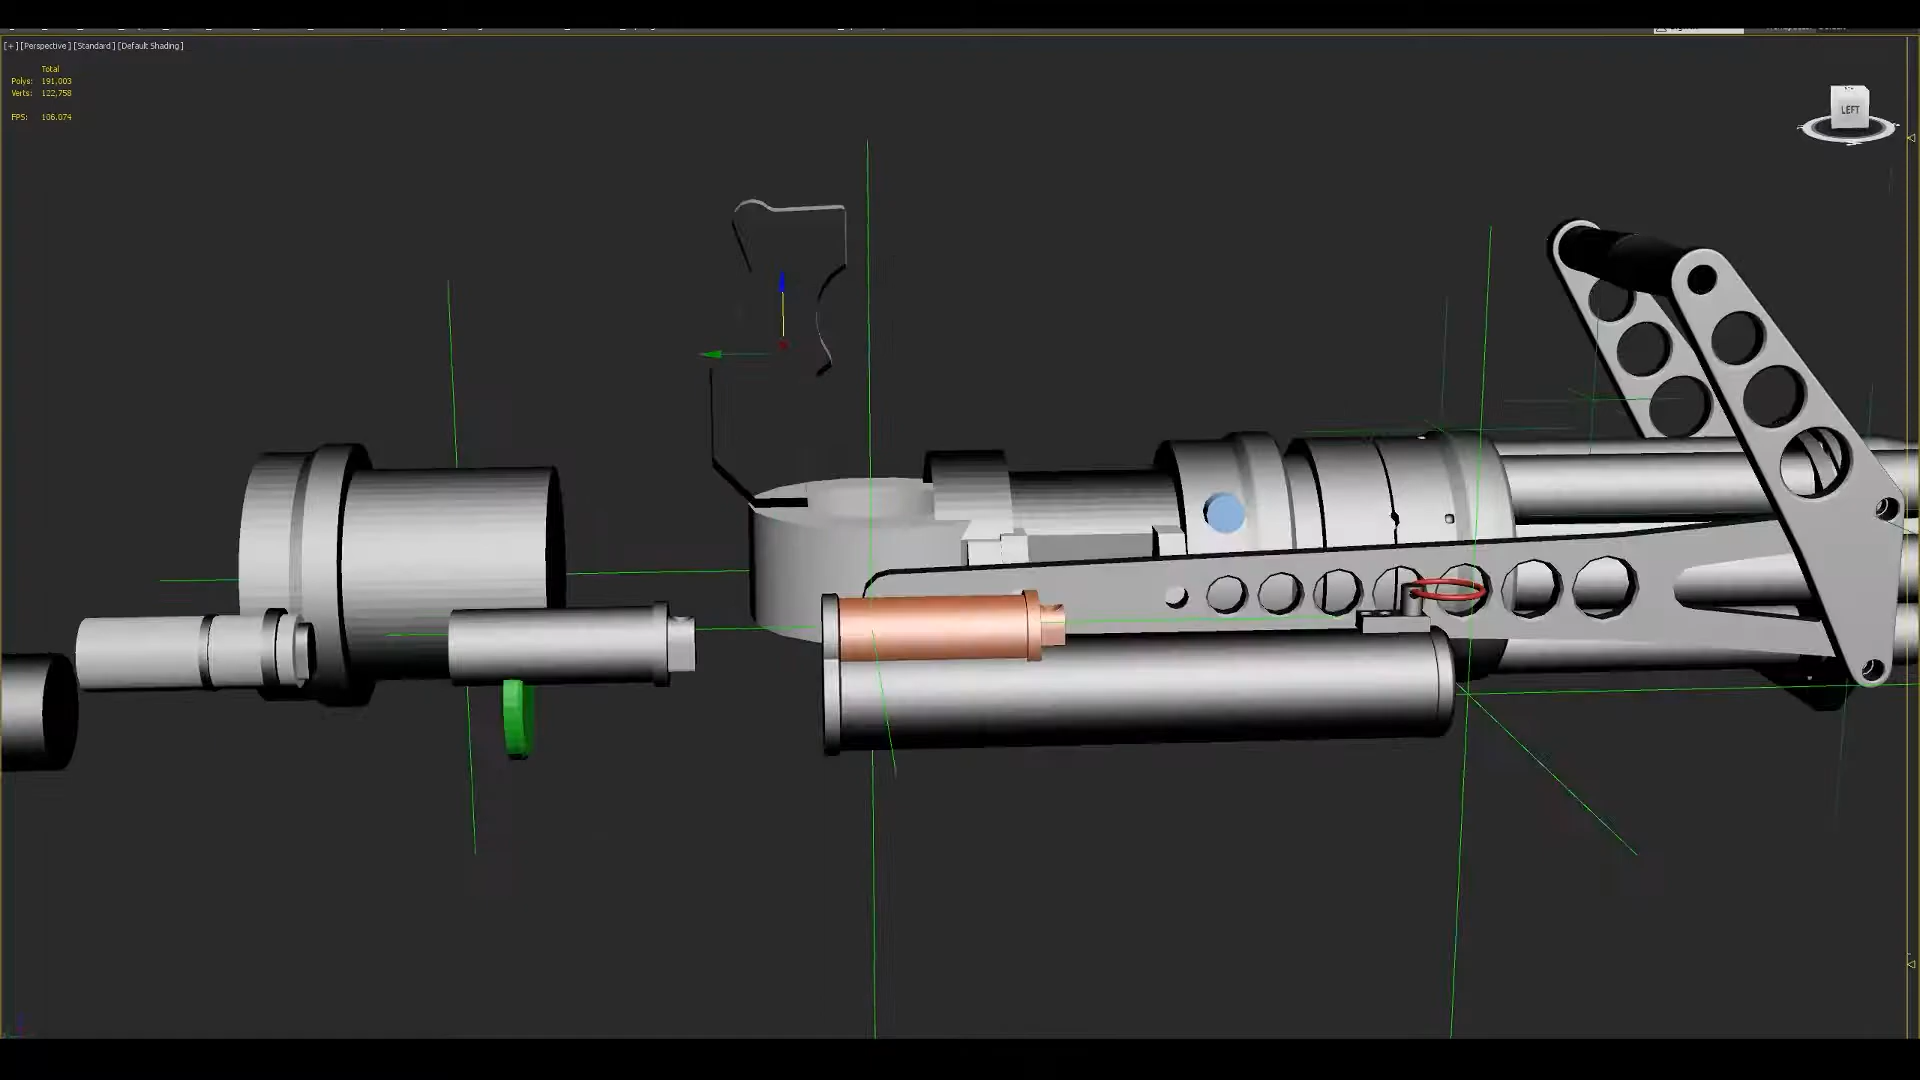 [+] [Perspective] [Standard] [Default Shading]
Total
Polys: 191,003
Verts: 122,758
FPS: 106.074
LEFT